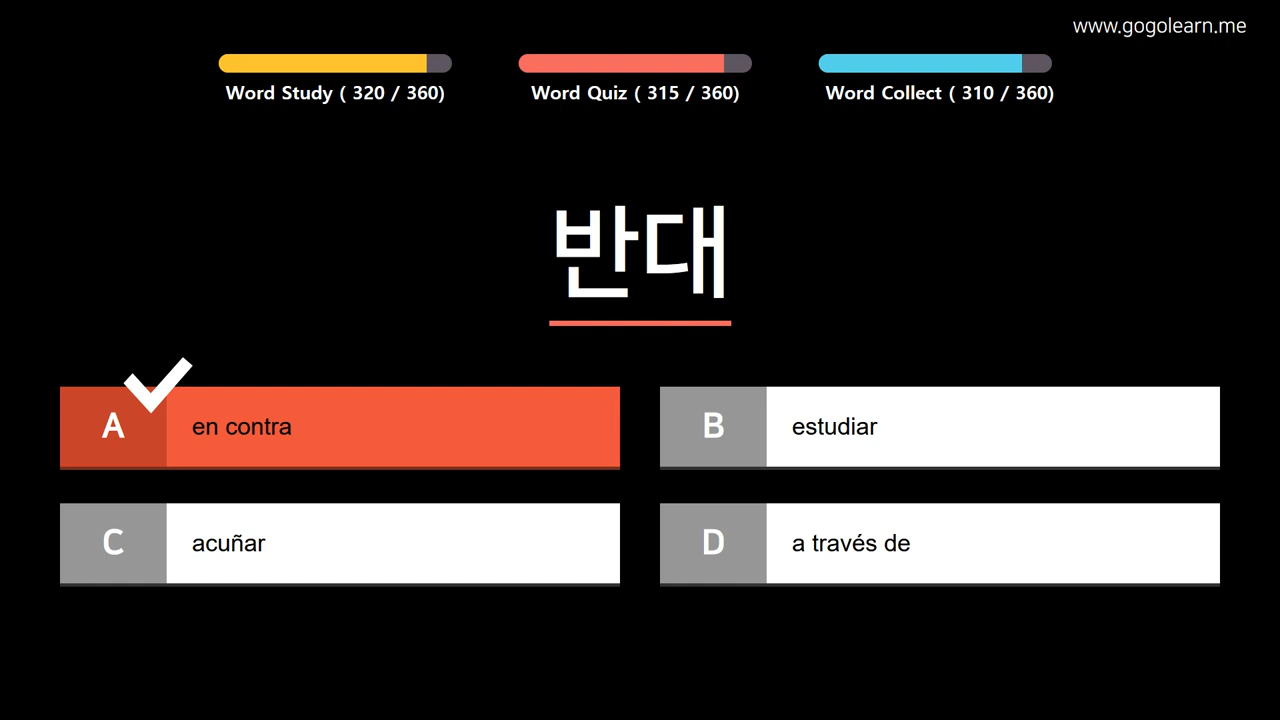 www.gogolearn.me
Word Study ( 320 / 360)
Word Quiz ( 315 / 360)
Word Collect ( 310 / 360)
반대
A en contra
B estudiar
C acuñar
D a través de